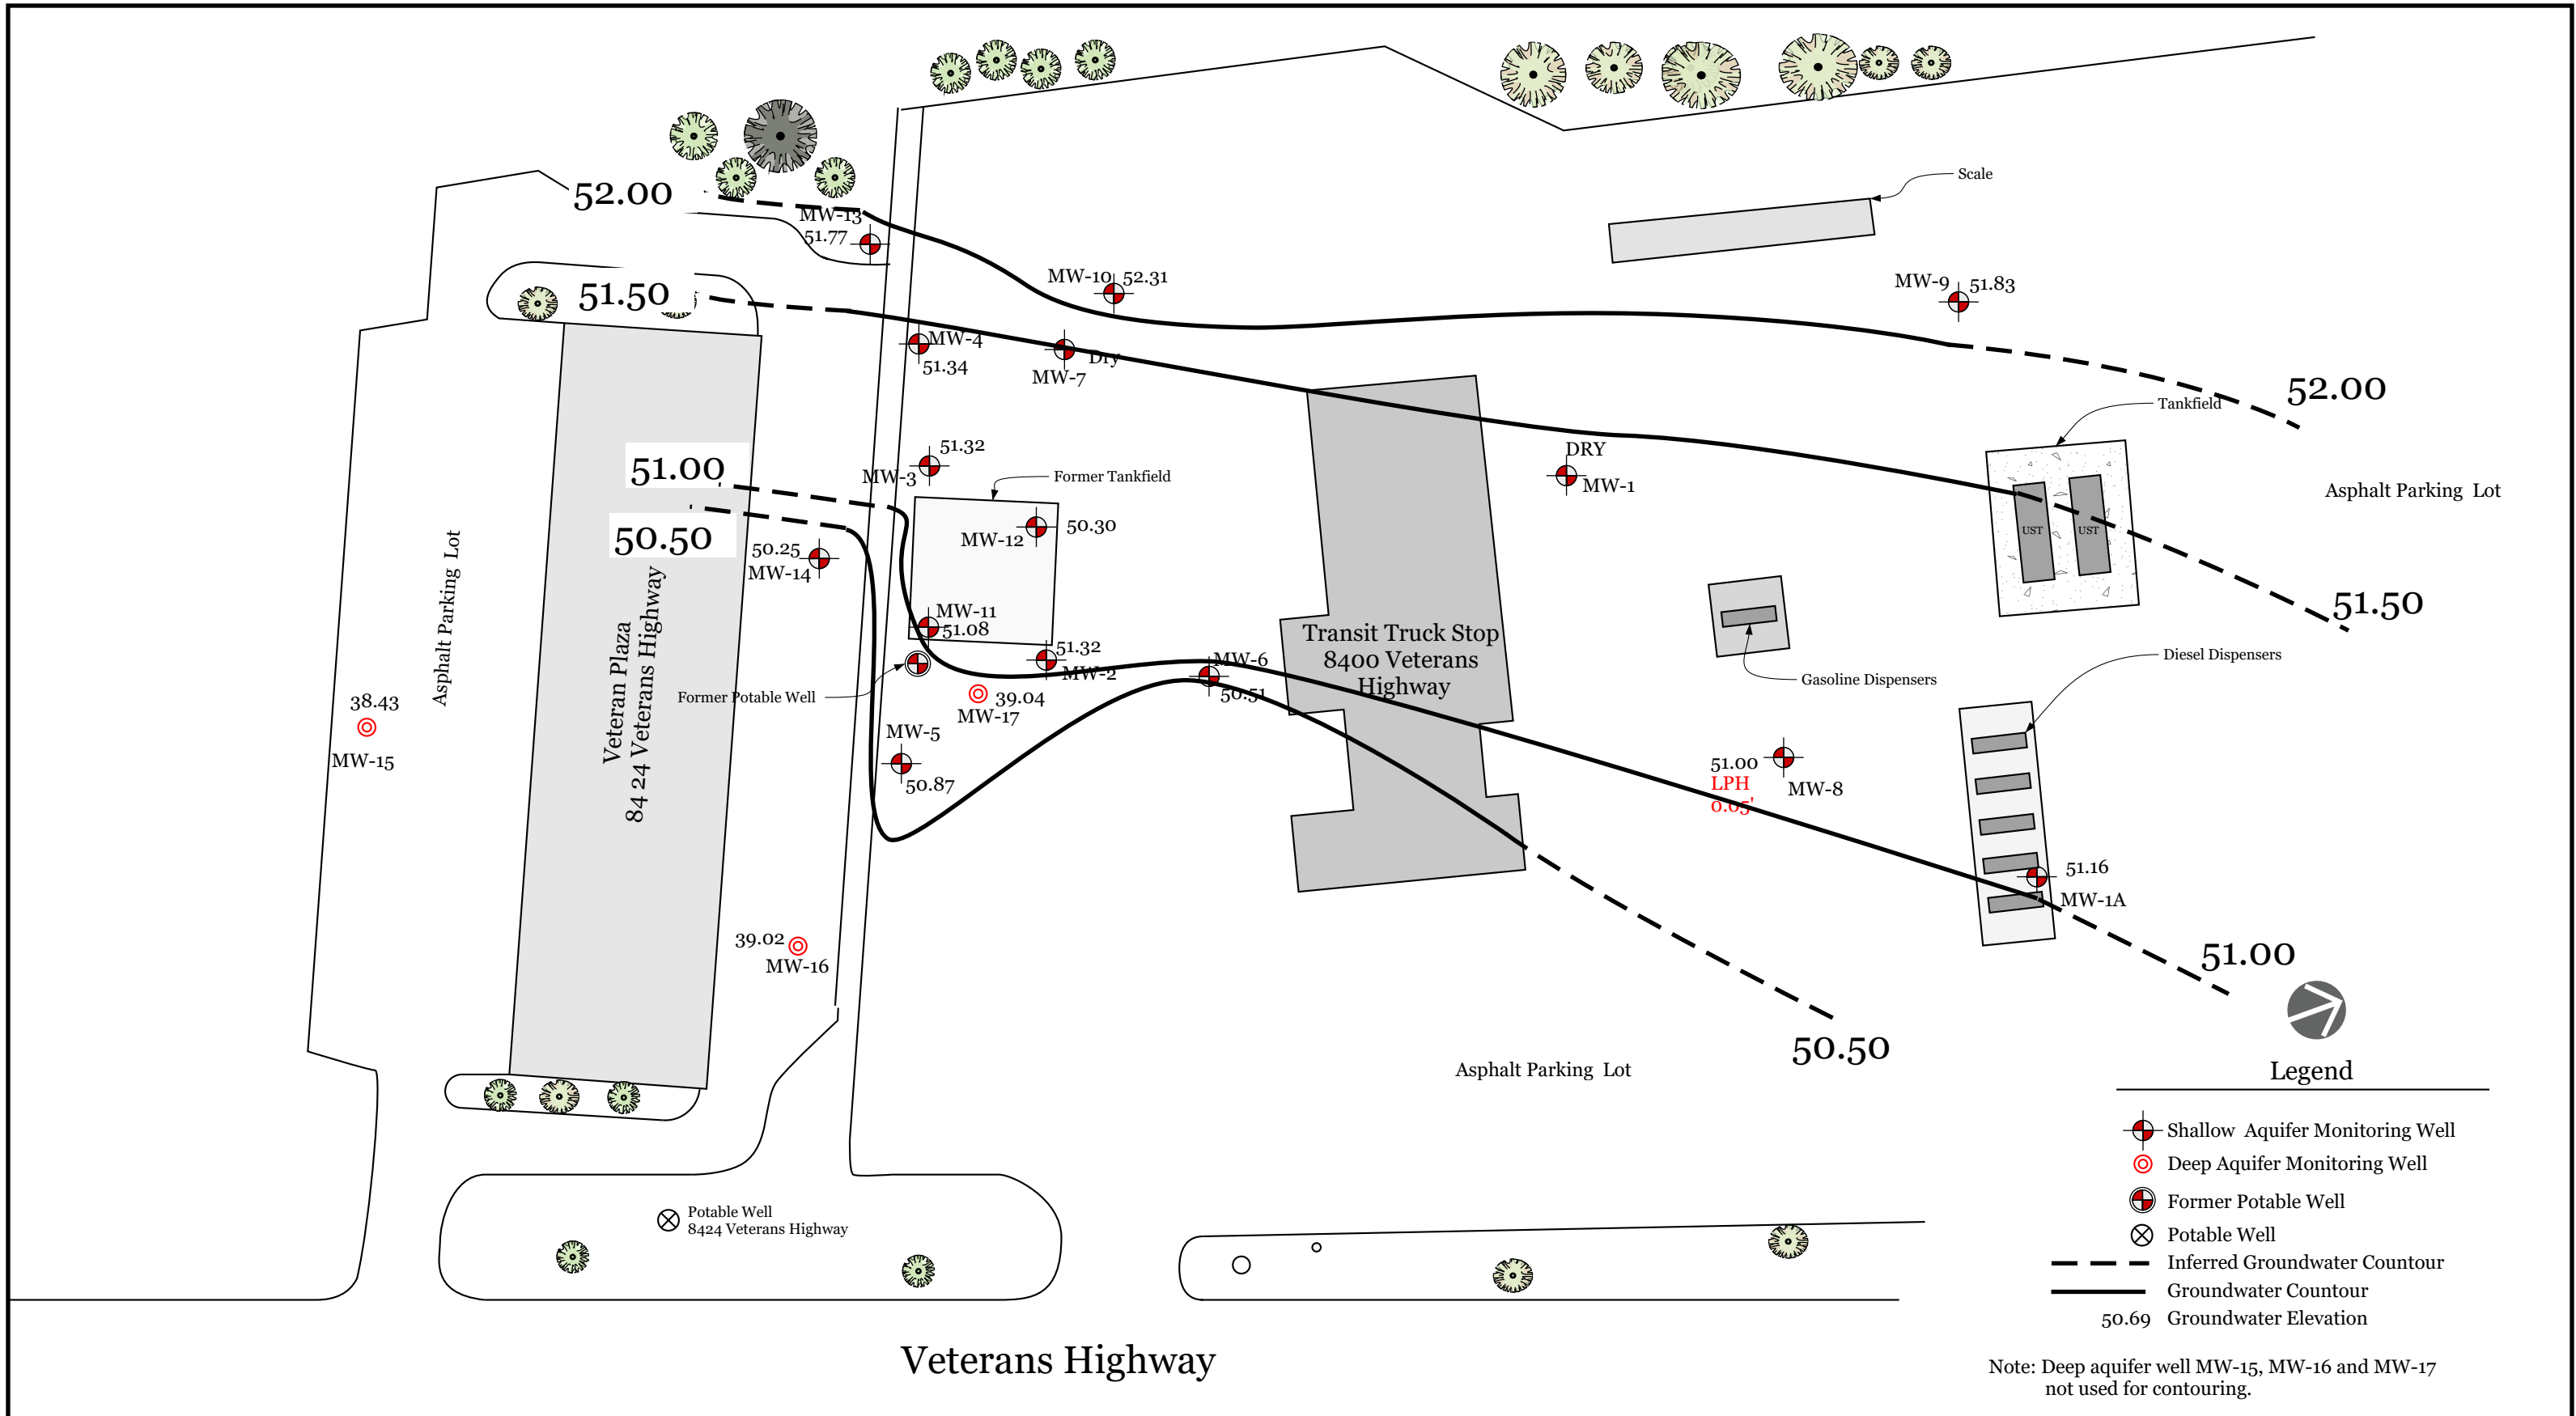 52.00
MW-13
51.77
Scale
MW-10
52.31
MW-9
51.83
51.50
MW-4
51.34
Dry
MW-7
52.00
Tankfield
51.32
MW-3
51.00
Former Tankfield
DRY
MW-1
Asphalt Parking Lot
UST
UST
50.50
50.25
MW-14
MW-12
50.30
51.50
Asphalt Parking Lot
Veteran Plaza
84 24 Veterans Highway
MW-11
51.08
51.32
MW-2
MW-6
50.51
Transit Truck Stop
8400 Veterans
Highway
Diesel Dispensers
Gasoline Dispensers
Former Potable Well
39.04
MW-17
38.43
MW-15
MW-5
50.87
51.00
LPH
0.05'
MW-8
51.16
MW-1A
39.02
MW-16
51.00
50.50
Asphalt Parking Lot
Legend
Shallow Aquifer Monitoring Well
Deep Aquifer Monitoring Well
Former Potable Well
Potable Well
Inferred Groundwater Countour
Groundwater Countour
50.69 Groundwater Elevation
Potable Well
8424 Veterans Highway
Veterans Highway
Note: Deep aquifer well MW-15, MW-16 and MW-17
not used for contouring.